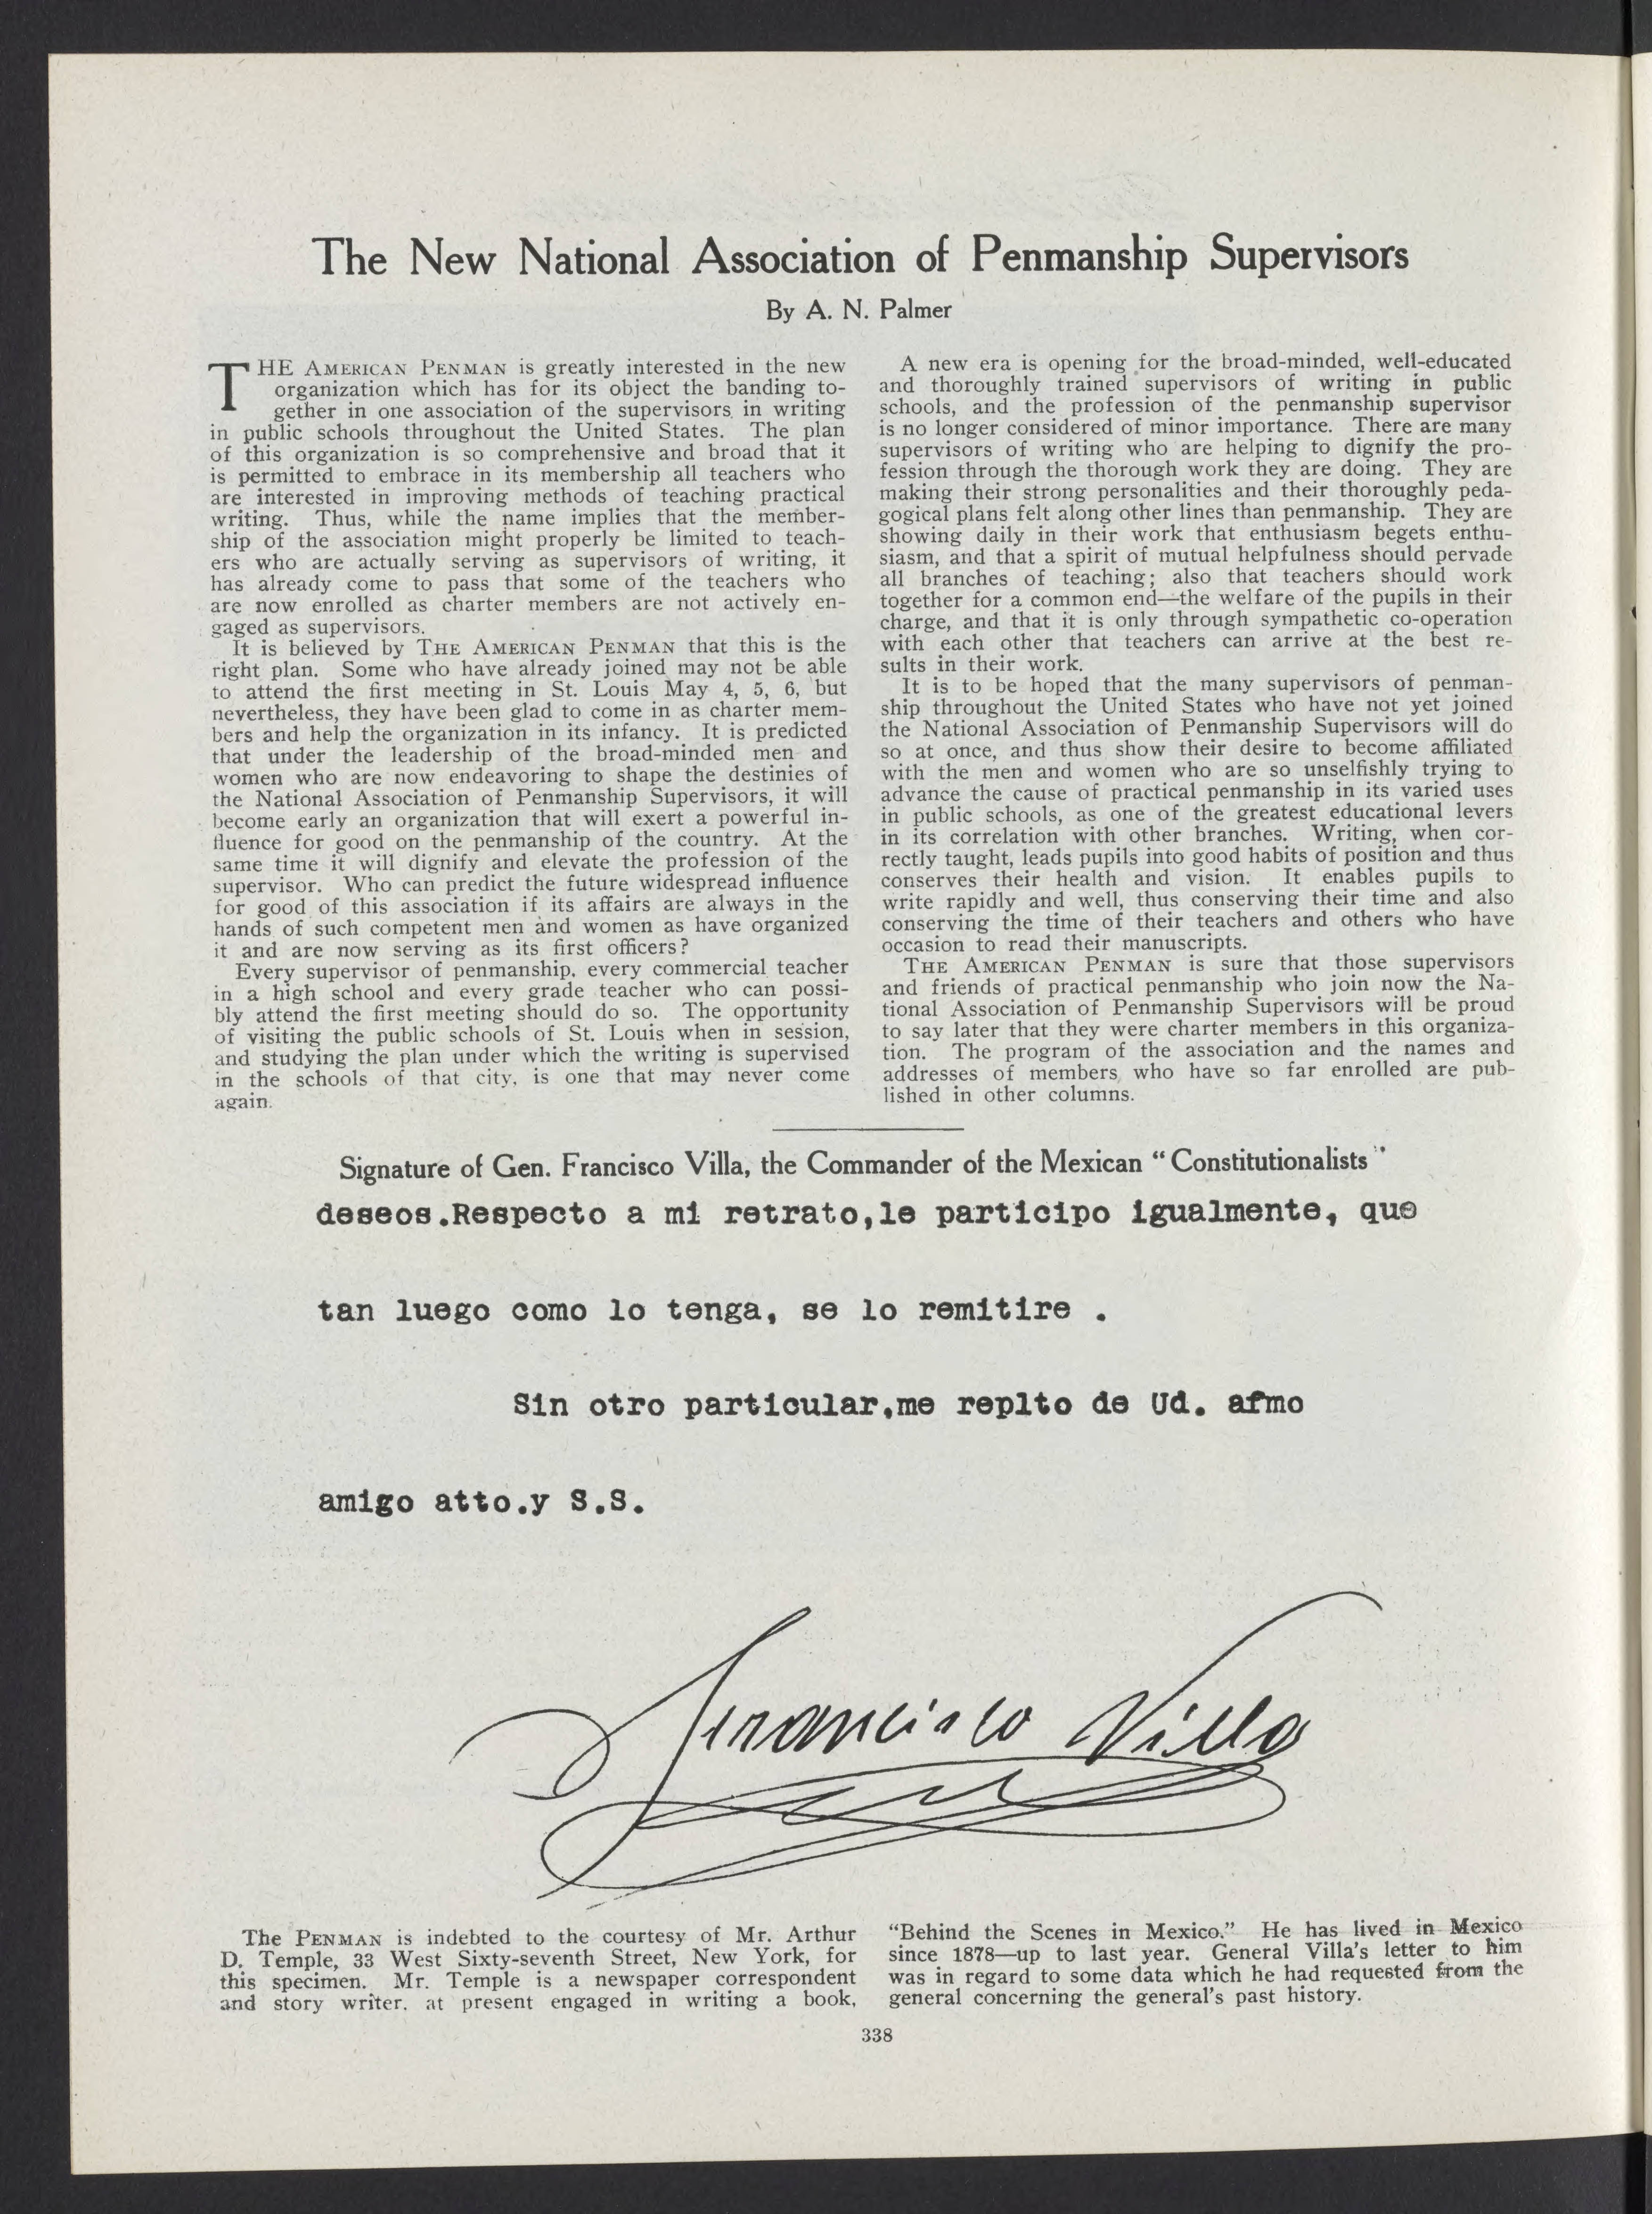 The New National Association of Penmanship Supervisors
By A. N. Palmer
THE AMERICAN PENMAN is greatly interested in the new
organization which has for its object the banding to-
gether in one association of the supervisors in writing
in public schools throughout the United States. The plan
of this organization is so comprehensive and broad that it
is permitted to embrace in its membership all teachers who
are interested in improving methods of teaching practical
writing. Thus, while the name implies that the member-
ship of the association might properly be limited to teach-
ers who are actually serving as supervisors of writing, it
has already come to pass that some of the teachers who
are now enrolled as charter members are not actively en-
gaged as supervisors.
It is believed by THE AMERICAN PENMAN that this is the
right plan. Some who have already joined may not be able
to attend the first meeting in St. Louis May 4, 5, 6, but
nevertheless, they have been glad to come in as charter mem-
bers and help the organization in its infancy. It is predicted
that under the leadership of the broad-minded men and
women who are now endeavoring to shape the destinies of
the National Association of Penmanship Supervisors, it will
become early an organization that will exert a powerful in-
fluence for good on the penmanship of the country. At the
same time it will dignify and elevate the profession of the
supervisor. Who can predict the future widespread influence
for good of this association if its affairs are always in the
hands of such competent men and women as have organized
it and are now serving as its first officers?
Every supervisor of penmanship, every commercial teacher
in a high school and every grade teacher who can possi-
bly attend the first meeting should do so. The opportunity
of visiting the public schools of St. Louis when in session,
and studying the plan under which the writing is supervised
in the schools of that city, is one that may never come
again.
A new era is opening for the broad-minded, well-educated
and thoroughly trained supervisors of writing in public
schools, and the profession of the penmanship supervisor
is no longer considered of minor importance. There are many
supervisors of writing who are helping to dignify the pro-
fession through the thorough work they are doing. They are
making their strong personalities and their thoroughly peda-
gogical plans felt along other lines than penmanship. They are
showing daily in their work that enthusiasm begets enthu-
siasm, and that a spirit of mutual helpfulness should pervade
all branches of teaching; also that teachers should work
together for a common end—the welfare of the pupils in their
charge, and that it is only through sympathetic co-operation
with each other that teachers can arrive at the best re-
sults in their work.
It is to be hoped that the many supervisors of penman-
ship throughout the United States who have not yet joined
the National Association of Penmanship Supervisors will do
so at once, and thus show their desire to become affiliated
with the men and women who are so unselfishly trying to
advance the cause of practical penmanship in its varied uses
in public schools, as one of the greatest educational levers
in its correlation with other branches. Writing, when cor-
rectly taught, leads pupils into good habits of position and thus
conserves their health and vision. It enables pupils to
write rapidly and well, thus conserving their time and also
conserving the time of their teachers and others who have
occasion to read their manuscripts.
THE AMERICAN PENMAN is sure that those supervisors
and friends of practical penmanship who join now the Na-
tional Association of Penmanship Supervisors will be proud
to say later that they were charter members in this organiza-
tion. The program of the association and the names and
addresses of members who have so far enrolled are pub-
lished in other columns.
Signature of Gen. Francisco Villa, the Commander of the Mexican "Constitutionalists"
deseos.Respecto a mi retrato,le participo igualmente, que
tan luego como lo tenga, se lo remitire .
Sin otro particular,me replto de Ud. afmo
amigo atto.y S.S.
Francisco Villa
The PENMAN is indebted to the courtesy of Mr. Arthur
D. Temple, 33 West Sixty-seventh Street, New York, for
this specimen. Mr. Temple is a newspaper correspondent
and story writer, at present engaged in writing a book,
"Behind the Scenes in Mexico." He has lived in Mexico
since 1878—up to last year. General Villa's letter to him
was in regard to some data which he had requested from the
general concerning the general's past history.
338